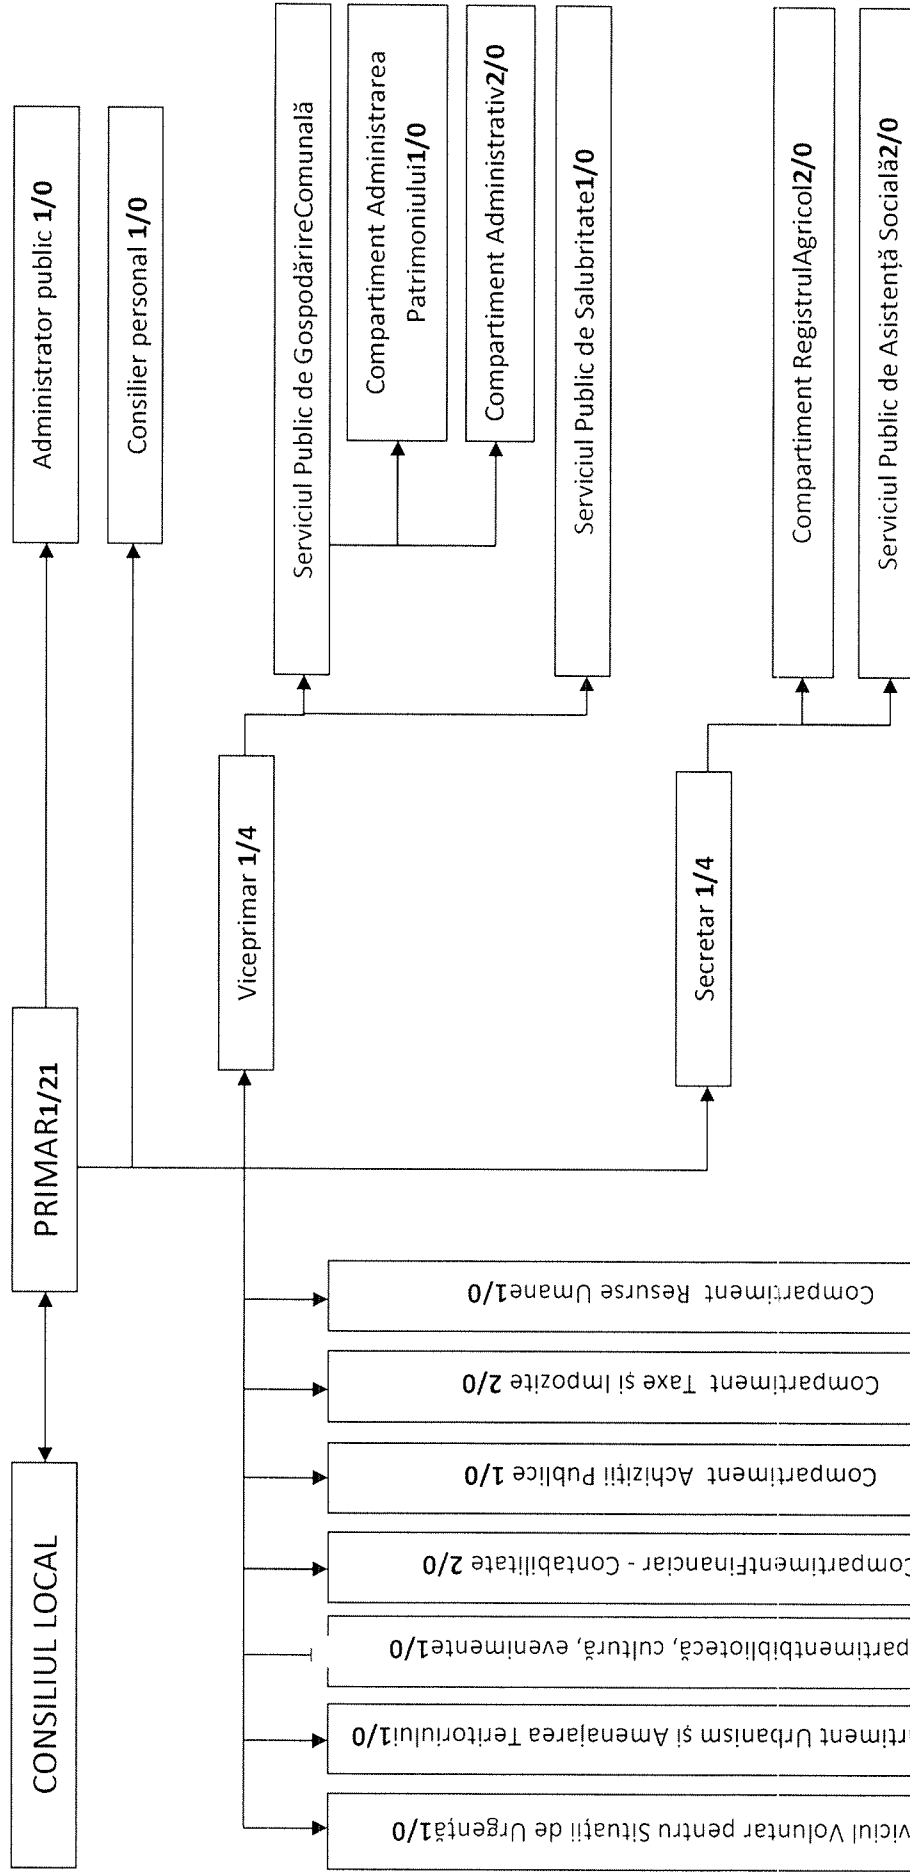 CONSILIUL LOCAL
PRIMAR1/21
Administrator public 1/0
Consilier personal 1/0
Viceprimar 1/4
Serviciul Public de GospodărireComunală
Compartiment Administrarea
Patrimoniului1/0
Compartiment Administrativ2/0
Serviciul Public de Salubritate1/0
Secretar 1/4
Compartiment RegistrulAgricol2/0
Serviciul Public de Asistență Socială2/0
viciul Voluntar pentru Situații de Urgență1/0
rtiment Urbanism și Amenajarea Teritoriului1/0
partimentbibliotecă, cultură, evenimente1/0
ompartimentFinanciar - Contabilitate 2/0
Compartiment Achiziții Publice 1/0
Compartiment Taxe și Impozite 2/0
Compartiment Resurse Umane1/0